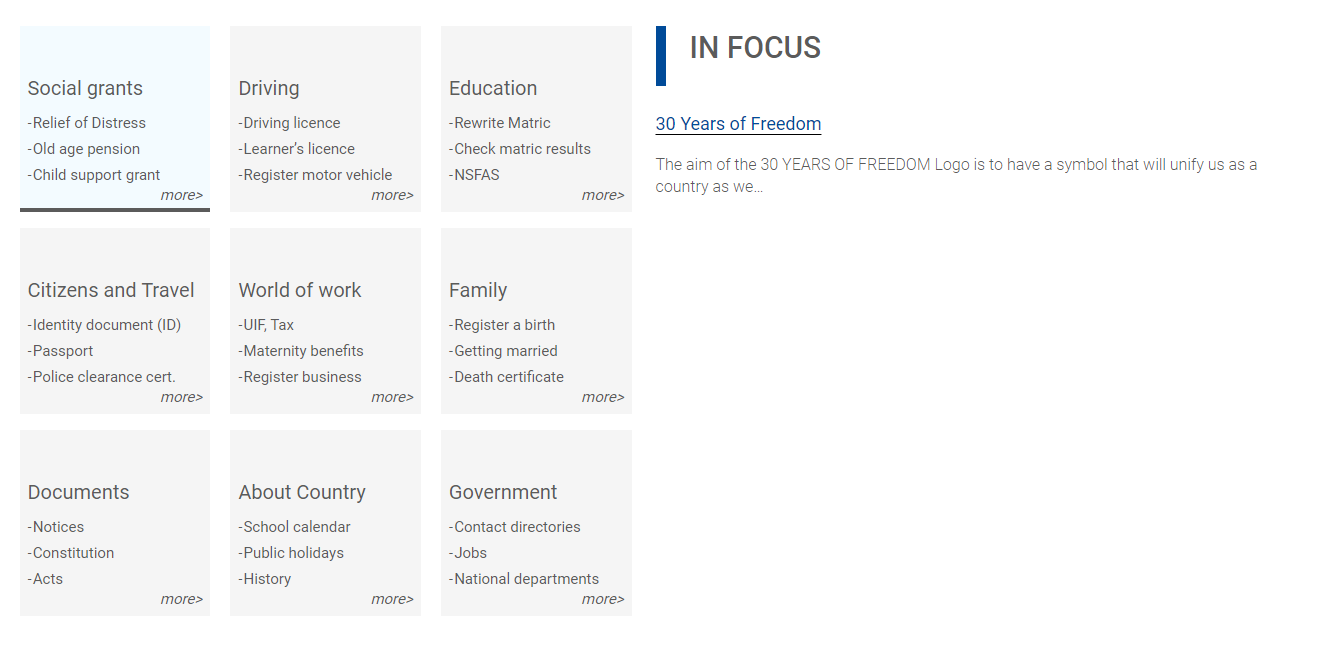 Social grants
-Relief of Distress
-Old age pension
-Child support grant
more>
Driving
-Driving licence
-Learner's licence
-Register motor vehicle
more>
Education
-Rewrite Matric
-Check matric results
-NSFAS
more>
Citizens and Travel
-Identity document (ID)
-Passport
-Police clearance cert.
more>
World of work
-UIF, Tax
-Maternity benefits
-Register business
more>
Family
-Register a birth
-Getting married
-Death certificate
more>
Documents
-Notices
-Constitution
-Acts
more>
About Country
-School calendar
-Public holidays
-History
more>
Government
-Contact directories
-Jobs
-National departments
more>
IN FOCUS
30 Years of Freedom
The aim of the 30 YEARS OF FREEDOM Logo is to have a symbol that will unify us as a
country as we...